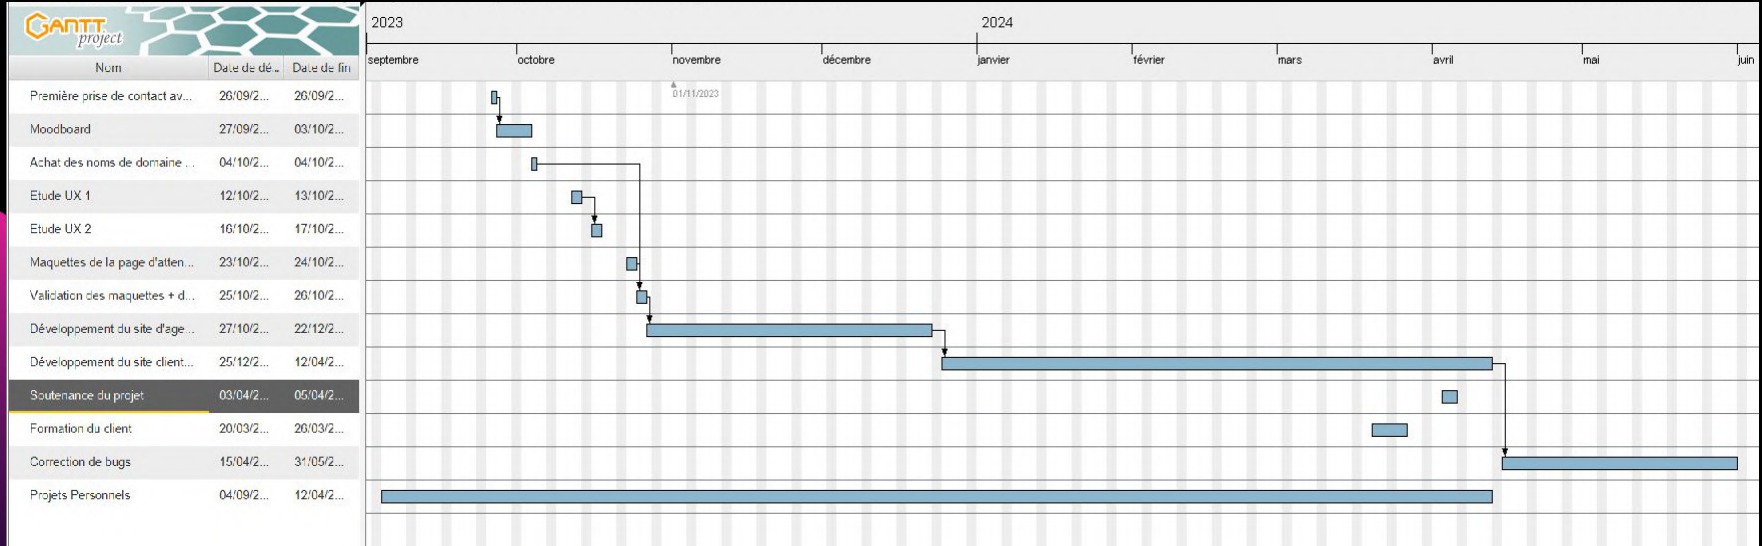 GANTT
project
2023 2024
Nom Date de dé... Date de fin septembre octobre novembre décembre janvier février mars avril mai juin
01/11/2023
Première prise de contact av... 26/09/2... 26/09/2...
Moodboard 27/09/2... 03/10/2...
Achat des noms de domaine ... 04/10/2... 04/10/2...
Etude UX 1 12/10/2... 13/10/2...
Etude UX 2 16/10/2... 17/10/2...
Maquettes de la page d'atten... 23/10/2... 24/10/2...
Validation des maquettes + d... 25/10/2... 26/10/2...
Développement du site d'age... 27/10/2... 22/12/2...
Développement du site client... 25/12/2... 12/04/2...
Soutenance du projet 03/04/2... 05/04/2...
Formation du client 20/03/2... 26/03/2...
Correction de bugs 15/04/2... 31/05/2...
Projets Personnels 04/09/2... 12/04/2...